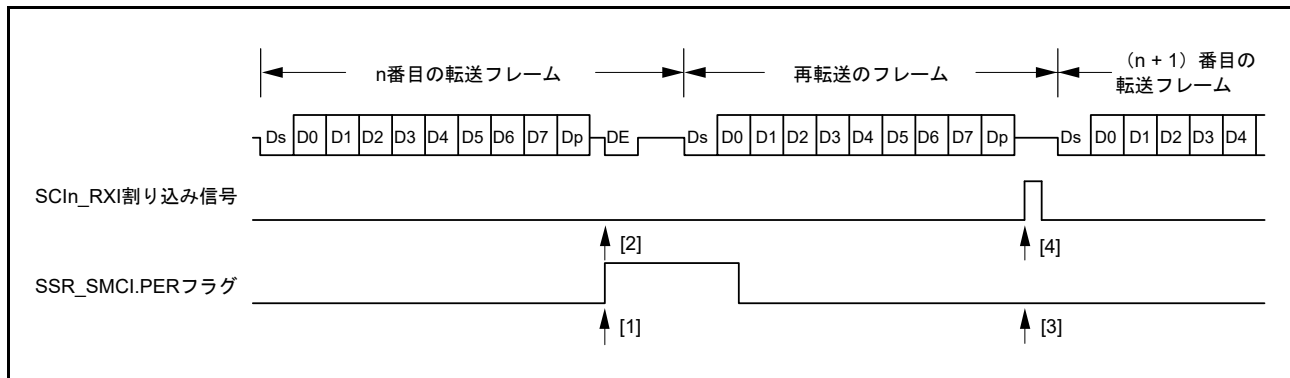 n番目の転送フレーム
再転送のフレーム
（n + 1）番目の
転送フレーム
Ds D0 D1 D2 D3 D4 D5 D6 D7 Dp DE Ds D0 D1 D2 D3 D4 D5 D6 D7 Dp Ds D0 D1 D2 D3 D4
SCIn_RXI割り込み信号
[2]
[4]
SSR_SMCI.PERフラグ
[1]
[3]